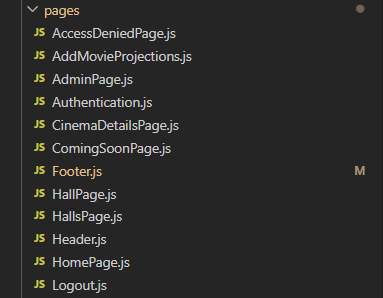 pages
JS AccessDeniedPage.js
JS AddMovieProjections.js
JS AdminPage.js
JS Authentication.js
JS CinemaDetailsPage.js
JS ComingSoonPage.js
JS Footer.js M
JS HallPage.js
JS HallsPage.js
JS Header.js
JS HomePage.js
JS Logout.js